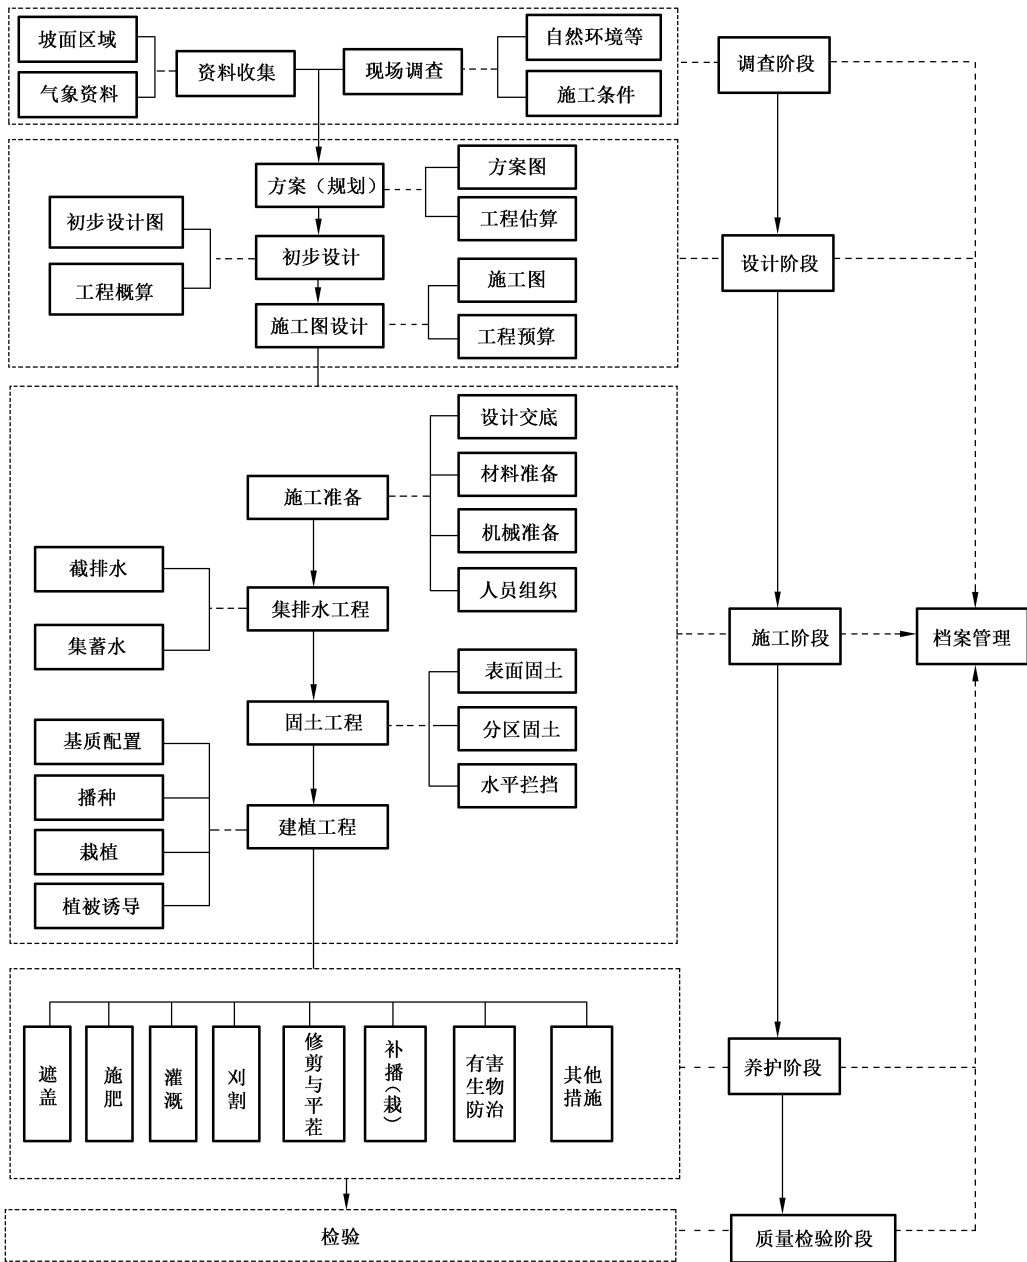 坡面区域
气象资料
资料收集
现场调查
自然环境等
施工条件
调查阶段
方案（规划）
方案图
工程估算
初步设计图
工程概算
初步设计
施工图设计
施工图
工程预算
设计阶段
施工准备
设计交底
材料准备
机械准备
人员组织
截排水
集蓄水
集排水工程
固土工程
表面固土
分区固土
水平拦挡
基质配置
播种
栽植
植被诱导
建植工程
施工阶段
档案管理
遮盖
施肥
灌溉
刈割
修剪与平茬
补播（栽）
有害
生物
防治
其他
措施
养护阶段
检验
质量检验阶段